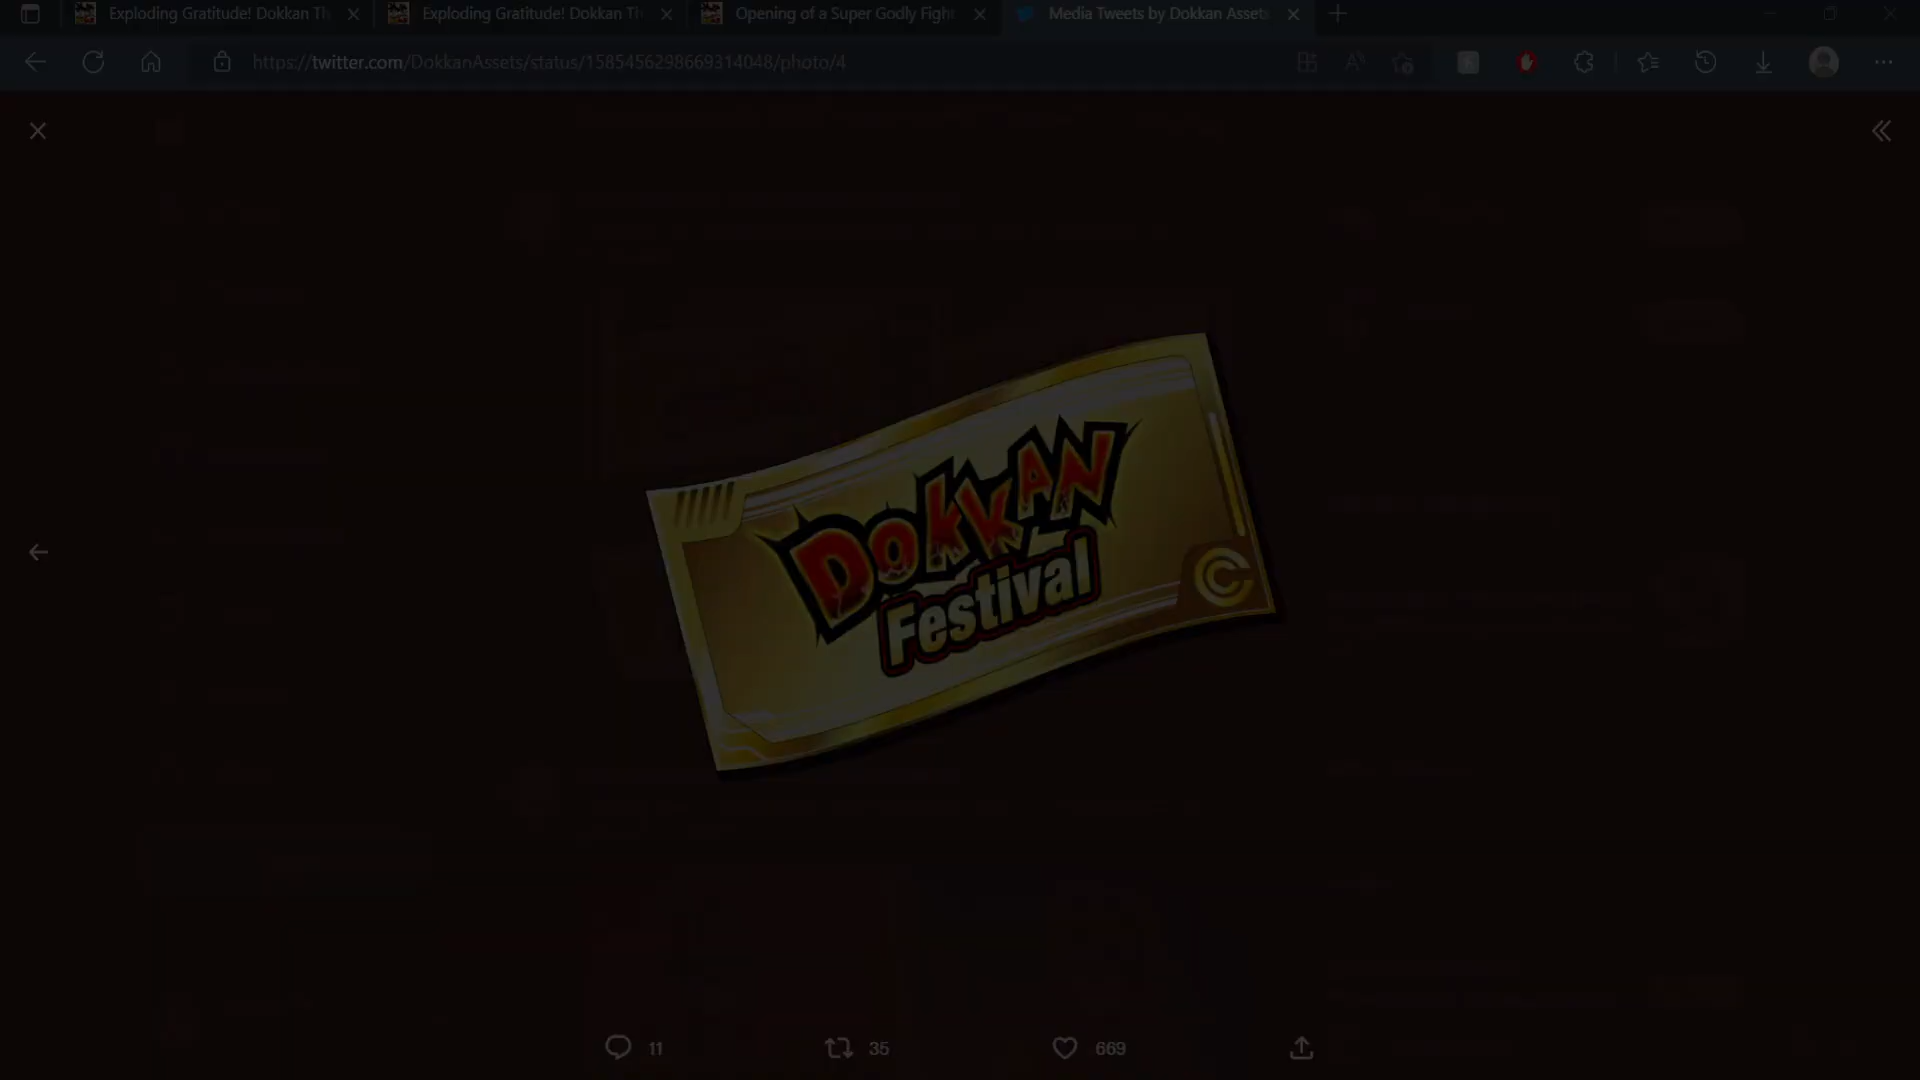 Exploding Gratitude! Dokkan Th
Exploding Gratitude! Dokkan Th
Opening of a Super Godly Fight
Media Tweets by Dokkan Assets
https://twitter.com/DokkanAssets/status/1585456298669314048/photo/4
DOKKAN
Festival
11
35
669